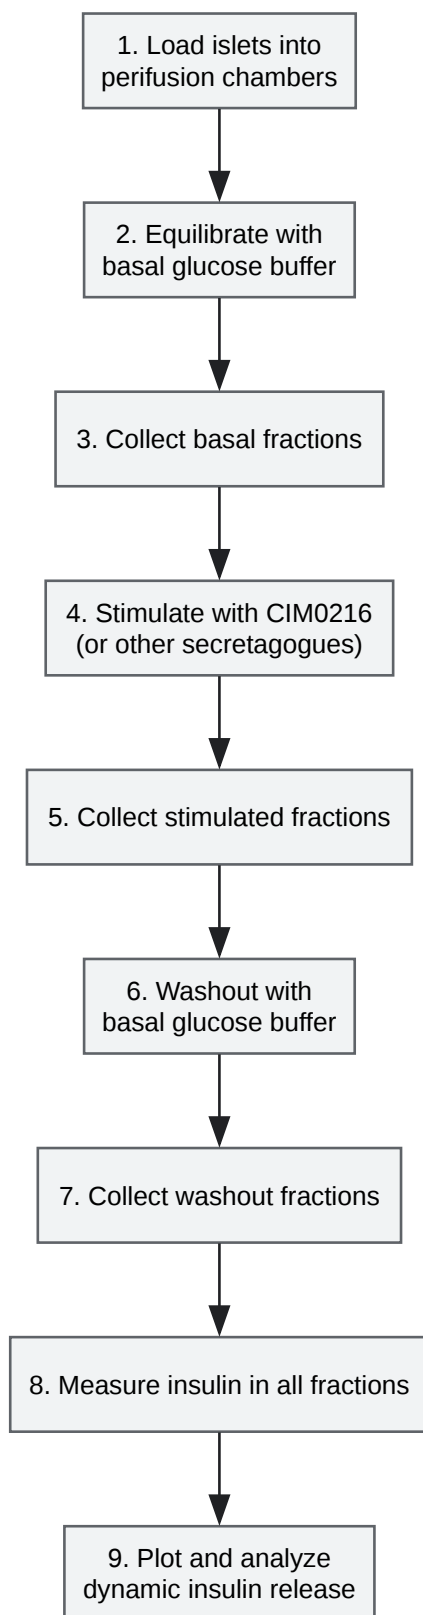 1. Load islets into
perifusion chambers
2. Equilibrate with
basal glucose buffer
3. Collect basal fractions
4. Stimulate with CIM0216
(or other secretagogues)
5. Collect stimulated fractions
6. Washout with
basal glucose buffer
7. Collect washout fractions
8. Measure insulin in all fractions
9. Plot and analyze
dynamic insulin release